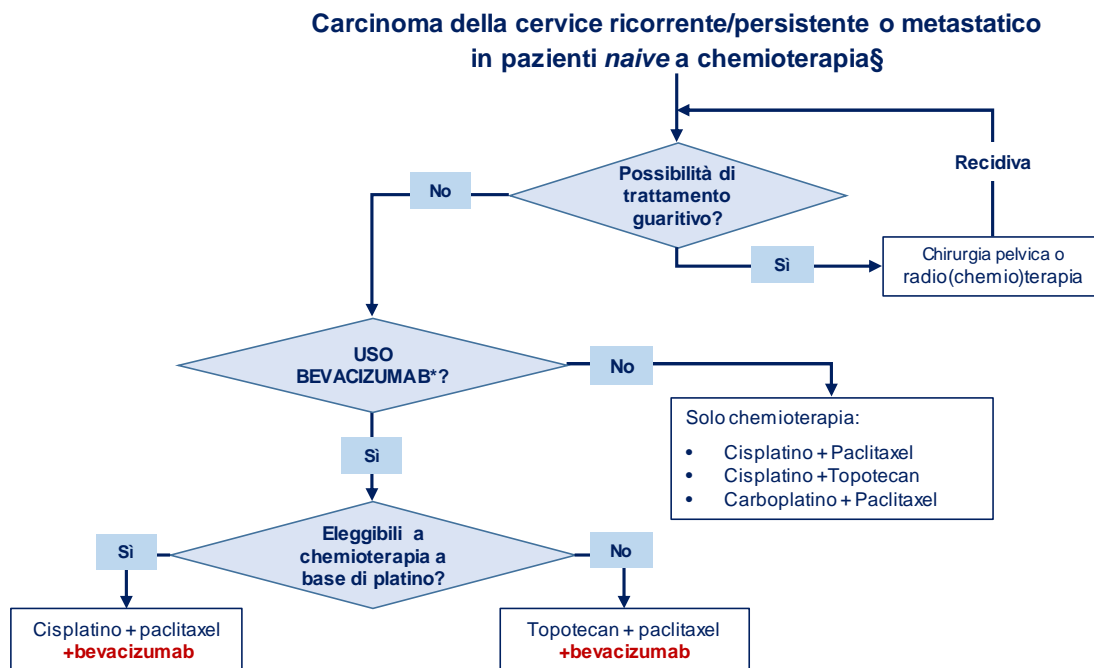 Carcinoma della cervice ricorrente/persistente o metastatico
in pazienti naive a chemioterapia§
Recidiva
Possibilità di
trattamento
guaritivo?
No
Sì
Chirurgia pelvica o
radio(chemio)terapia
USO
BEVACIZUMAB*?
No
Solo chemioterapia:
• Cisplatino + Paclitaxel
• Cisplatino +Topotecan
• Carboplatino + Paclitaxel
Sì
Eleggibili a
chemioterapia a
base di platino?
Sì
No
Cisplatino + paclitaxel
+bevacizumab
Topotecan + paclitaxel
+bevacizumab